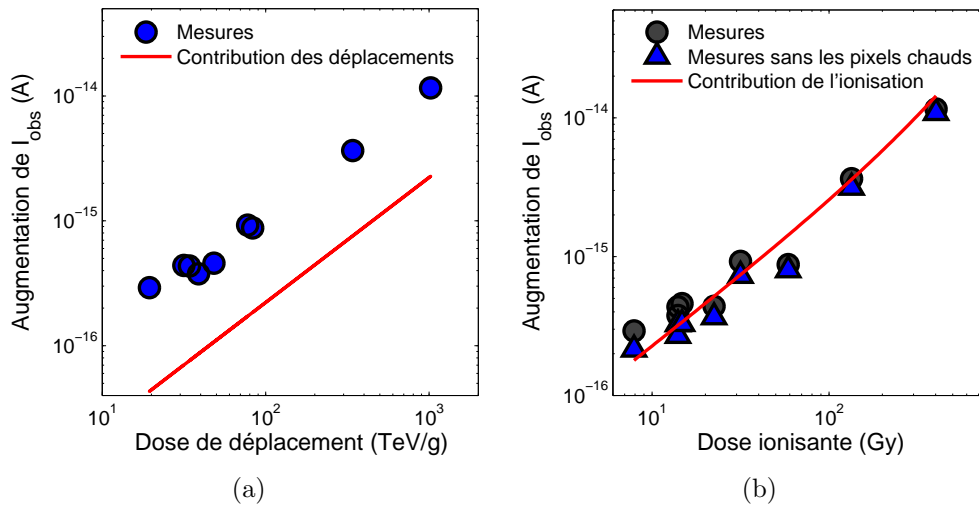 Mesures
Contribution des déplacements
10^-14
10^-15
10^-16
Augmentation de I_obs (A)
10^1
10^2
10^3
Dose de déplacement (TeV/g)
(a)
Mesures
Mesures sans les pixels chauds
Contribution de l'ionisation
10^-14
10^-15
10^-16
Augmentation de I_obs (A)
10^1
10^2
Dose ionisante (Gy)
(b)